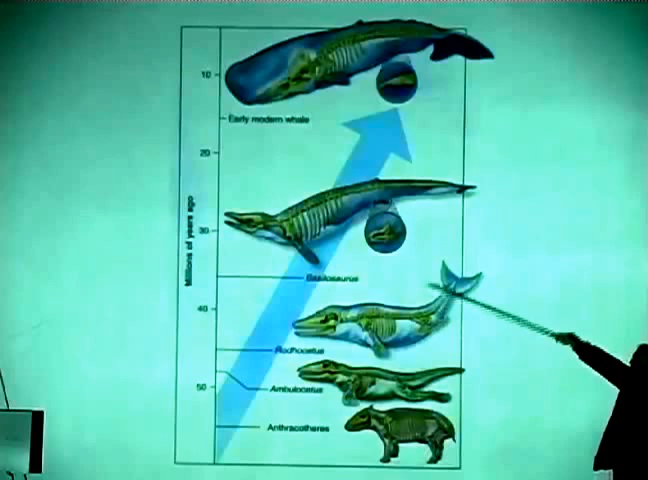 10
Early modern whale
20
Millions of years ago
30
Basilosaurus
40
Rodhocetus
Ambulocetus
50
Anthracotheres